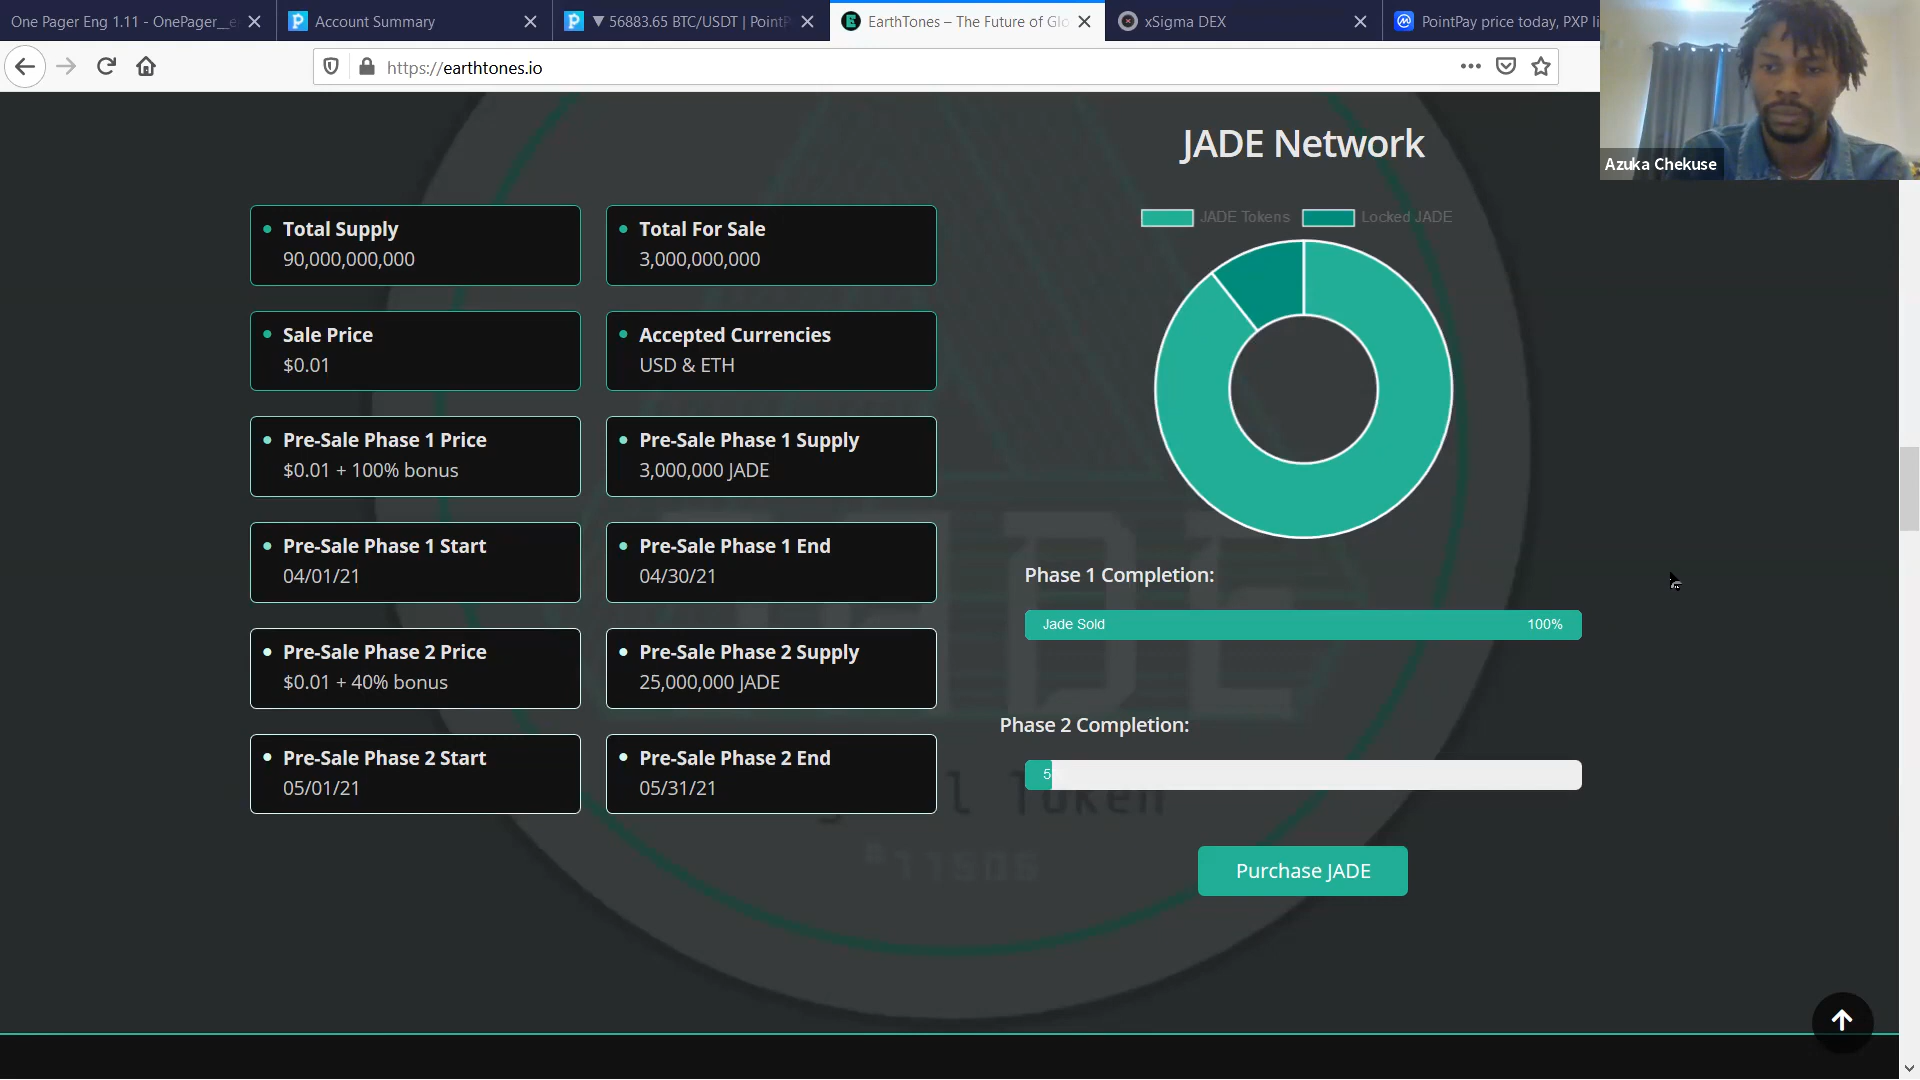 One Pager Eng 1.11 - OnePager__e
Account Summary
▼ 56883.65 BTC/USDT | PointP
EarthTones – The Future of Glo
xSigma DEX
PointPay price today, PXP li
https://earthtones.io
Azuka Chekuse
JADE Network
JADE Tokens Locked JADE
Total Supply
90,000,000,000
Total For Sale
3,000,000,000
Sale Price
$0.01
Accepted Currencies
USD & ETH
Pre-Sale Phase 1 Price
$0.01 + 100% bonus
Pre-Sale Phase 1 Supply
3,000,000 JADE
Pre-Sale Phase 1 Start
04/01/21
Pre-Sale Phase 1 End
04/30/21
Pre-Sale Phase 2 Price
$0.01 + 40% bonus
Pre-Sale Phase 2 Supply
25,000,000 JADE
Pre-Sale Phase 2 Start
05/01/21
Pre-Sale Phase 2 End
05/31/21
Phase 1 Completion:
Jade Sold 100%
Phase 2 Completion:
5
Token
Purchase JADE